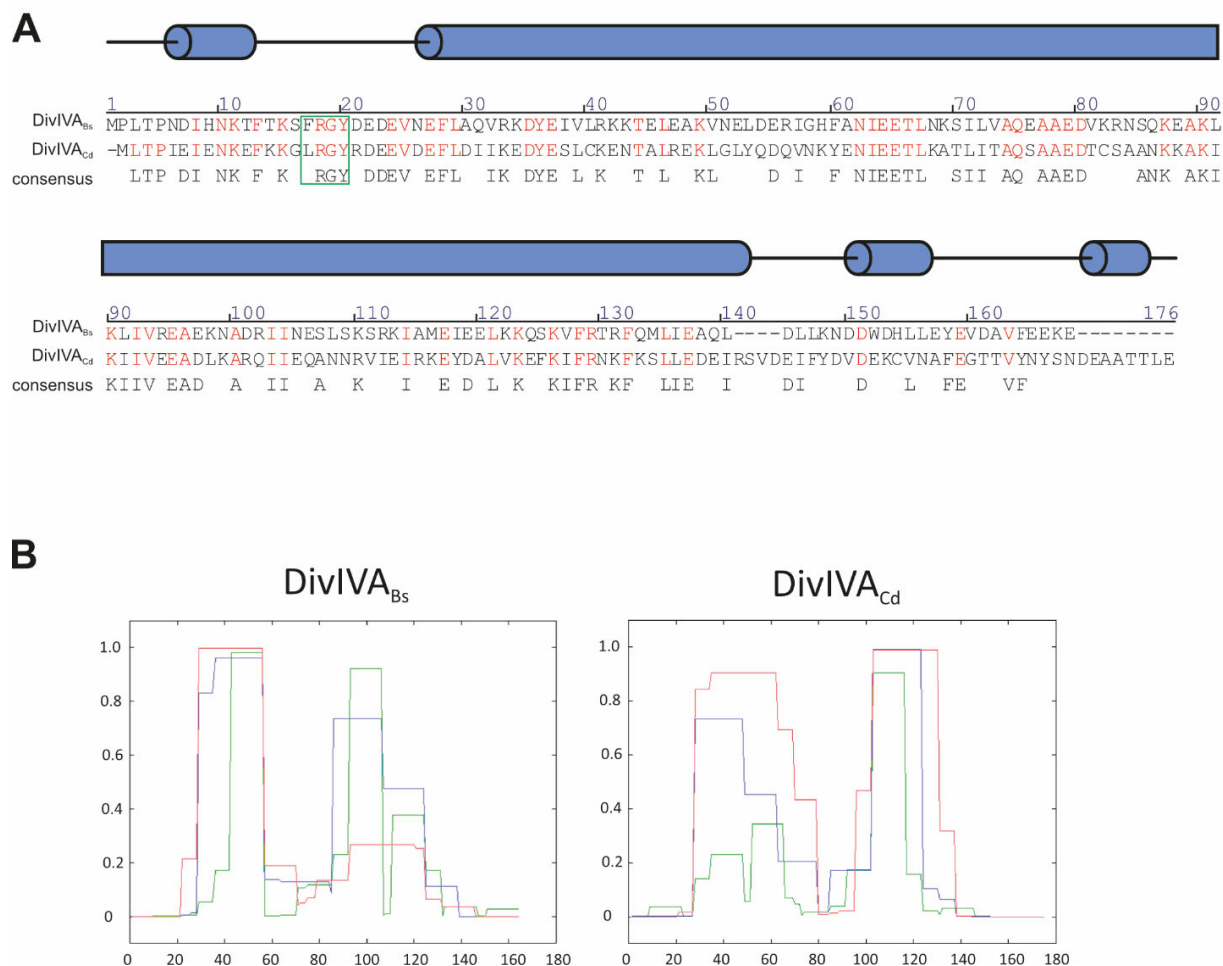 A
1 10 20 30 40 50 60 70 80 90
DivIVABs MPLTPNDIHNKTFTKSFRGYDEDEVNEFLAQVRKDYEIVLRKKTELEAKVNELDERIGHFANIEETLNKSILVAQEAAEDVKRNSQKEAKL
DivIVACd -MLTPIEIENKEFKKGLRGYRDEEVDEFLDIIKEDYESLCKENTALREKLGLYQDQVNKYENIEETLKATLITAQSAAEDTCSAANKKAKI
consensus LTP DI NK F K RGY DDEV EFL IK DYE L K T L KL D I F NIEETL SII AQ AAED ANK AKI
90 100 110 120 130 140 150 160 176
DivIVABs KLIVREAEKNADRIINESLSKSRKIAMEIEELKKQSKVFRTRFQMLIEAQL----DLLKNDDWDHLLEYEVDAVFEEKE---------
DivIVACd KIIVEEADLKARQIIEQANNRVIEIRKEYDALVKEFKIFRNKFKSLLEDEIRSVDEIFYDVDEKCVNAFEGTTVYNYSNDEAATTLE
consensus KIIV EAD A II A K I E D L K KIFR KF LIE I DI D L FE VF
B
DivIVABs DivIVACd
1.0 1.0
0.8 0.8
0.6 0.6
0.4 0.4
0.2 0.2
0 0
0 20 40 60 80 100 120 140 160 180 0 20 40 60 80 100 120 140 160 180